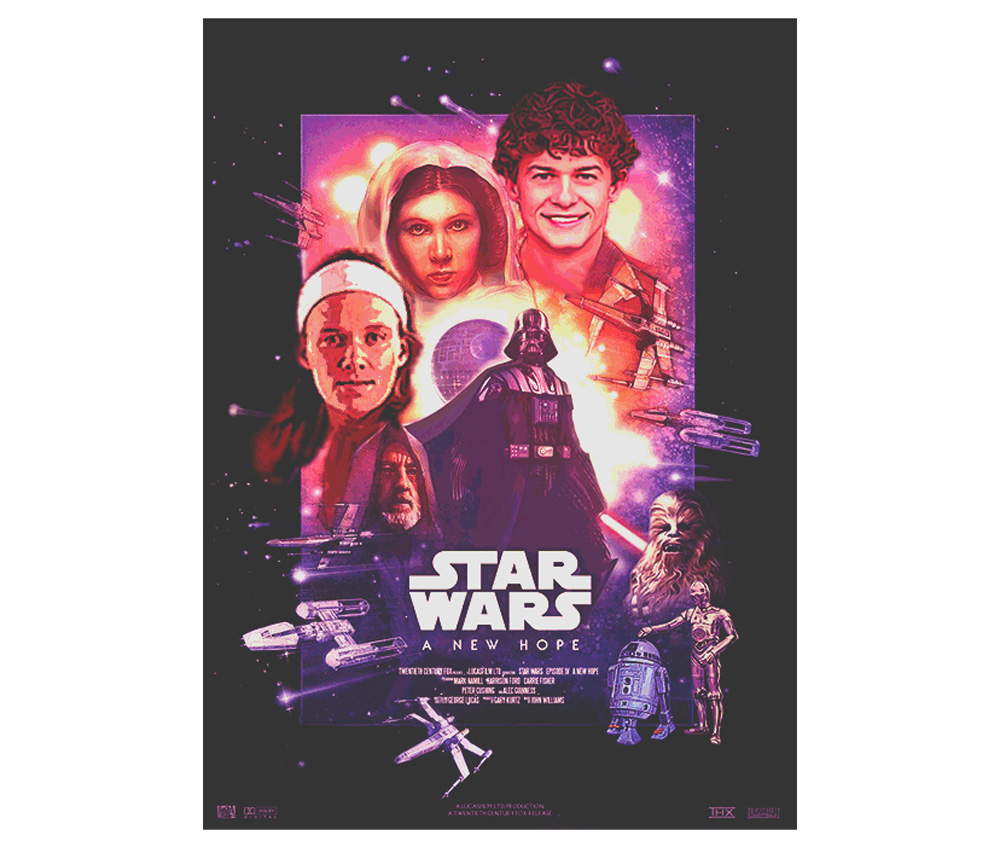 STAR
WARS
A NEW HOPE
TWENTIETH CENTURY FOX LUCASFILM LTD STAR WARS EPISODE IV A NEW HOPE
MARK HAMILL HARRISON FORD CARRIE FISHER
PETER CUSHING ALEC GUINNESS
GEORGE LUCAS GARY KURTZ JOHN WILLIAMS
A LUCASFILM LTD. PRODUCTION
A TWENTIETH CENTURY FOX RELEASE
DIGITAL
THX